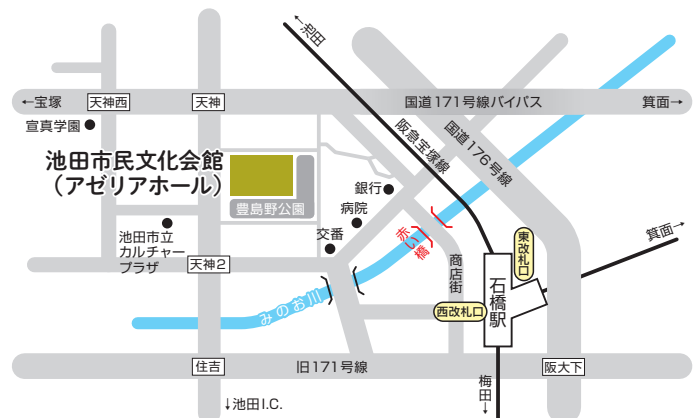 ←池田
←宝塚
天神西
天神
国道171号線バイパス
箕面→
宣真学園
阪急宝塚線
国道176号線
池田市民文化会館
（アゼリアホール）
豊島野公園
銀行
病院
交番
赤い橋
池田市立
カルチャー
プラザ
天神2
みのお川
商店街
東改札口
箕面→
石橋駅
西改札口
住吉
旧171号線
阪大下
梅田→
↓池田I.C.